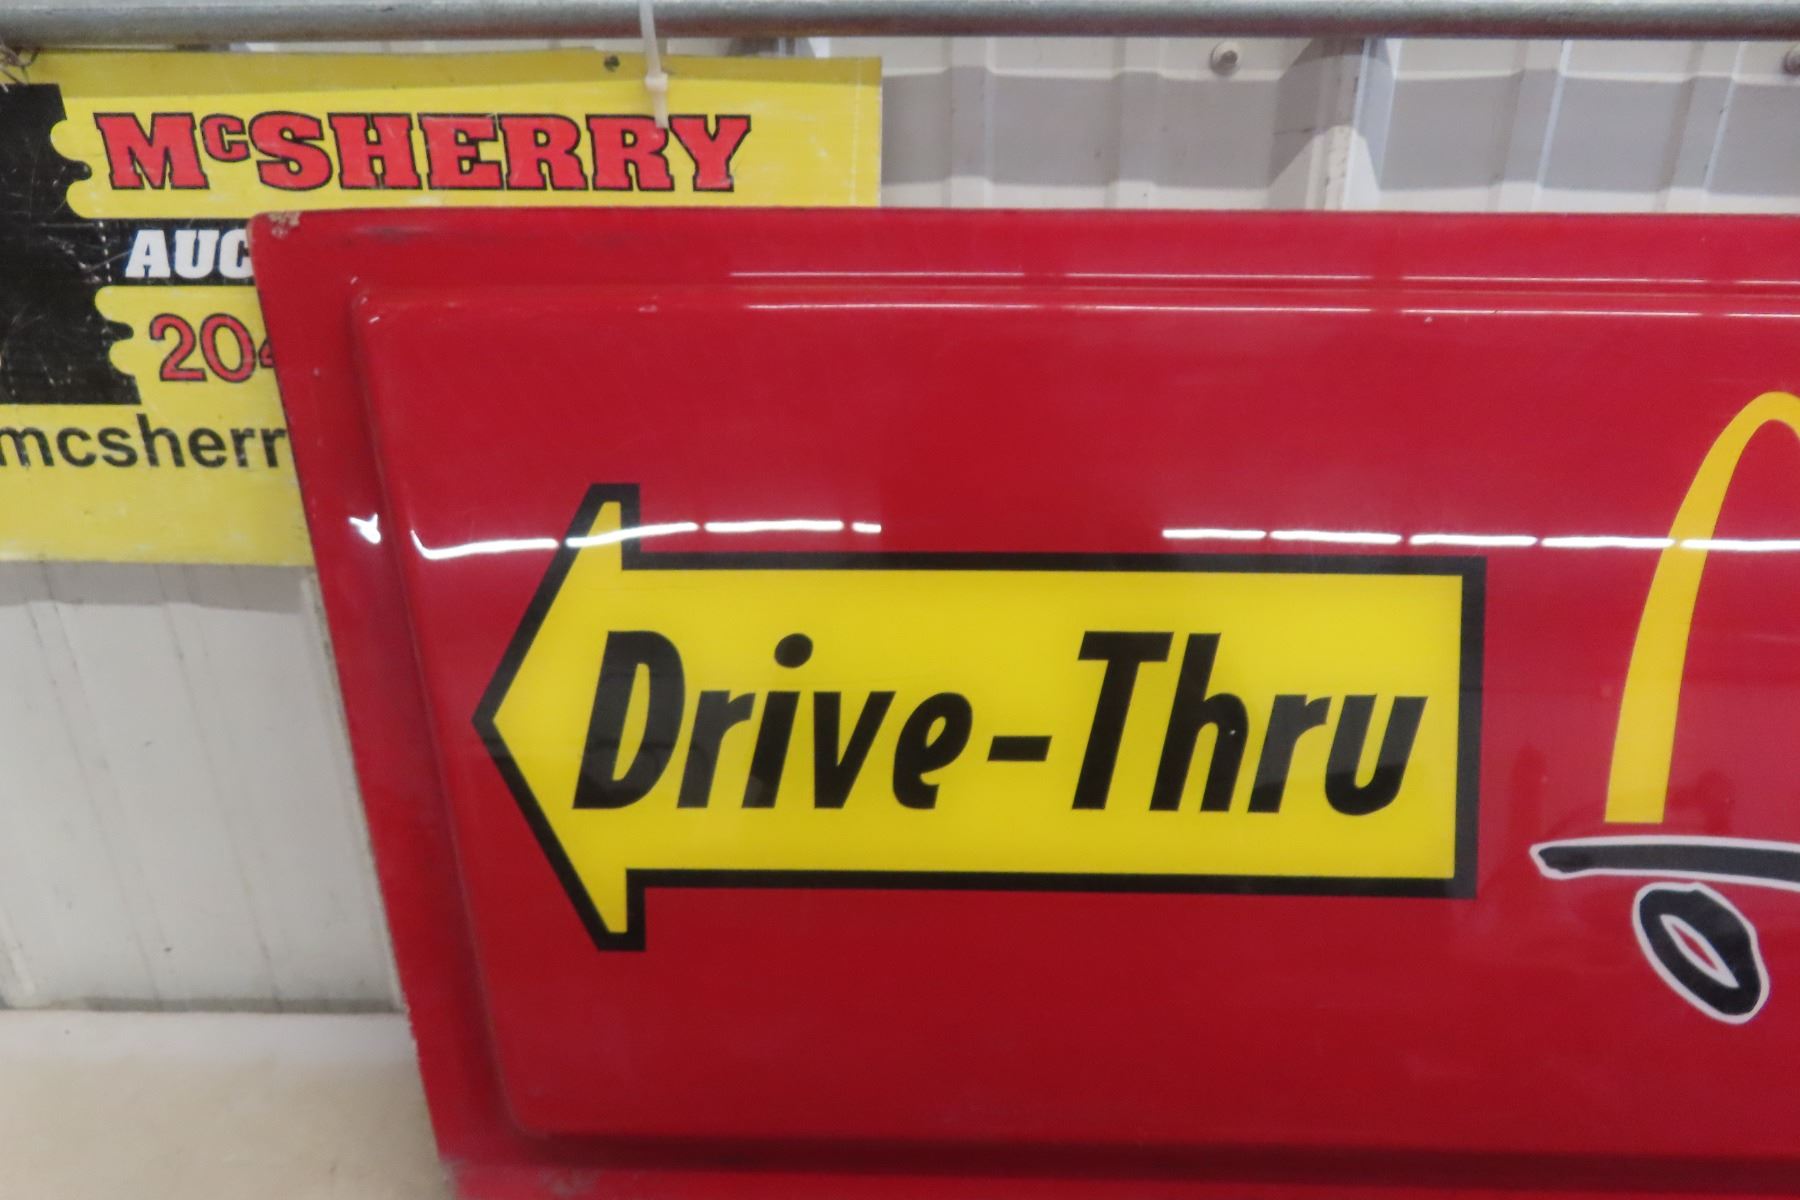 McSHERRY
AUC
204
mcsherr
Drive-Thru